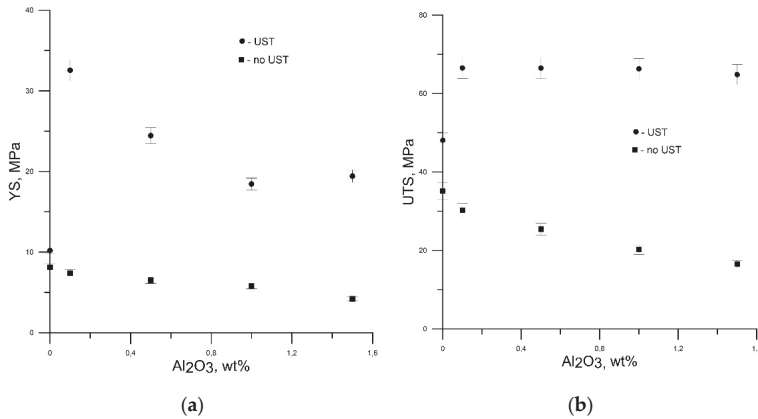 40
30
20
10
0
YS, MPa
- UST
- no UST
0
0,4
0,8
1,2
1,6
Al2O3, wt%
(a)
80
60
40
20
0
UTS, MPa
- UST
- no UST
0
0,4
0,8
1,2
1,
Al2O3, wt%
(b)